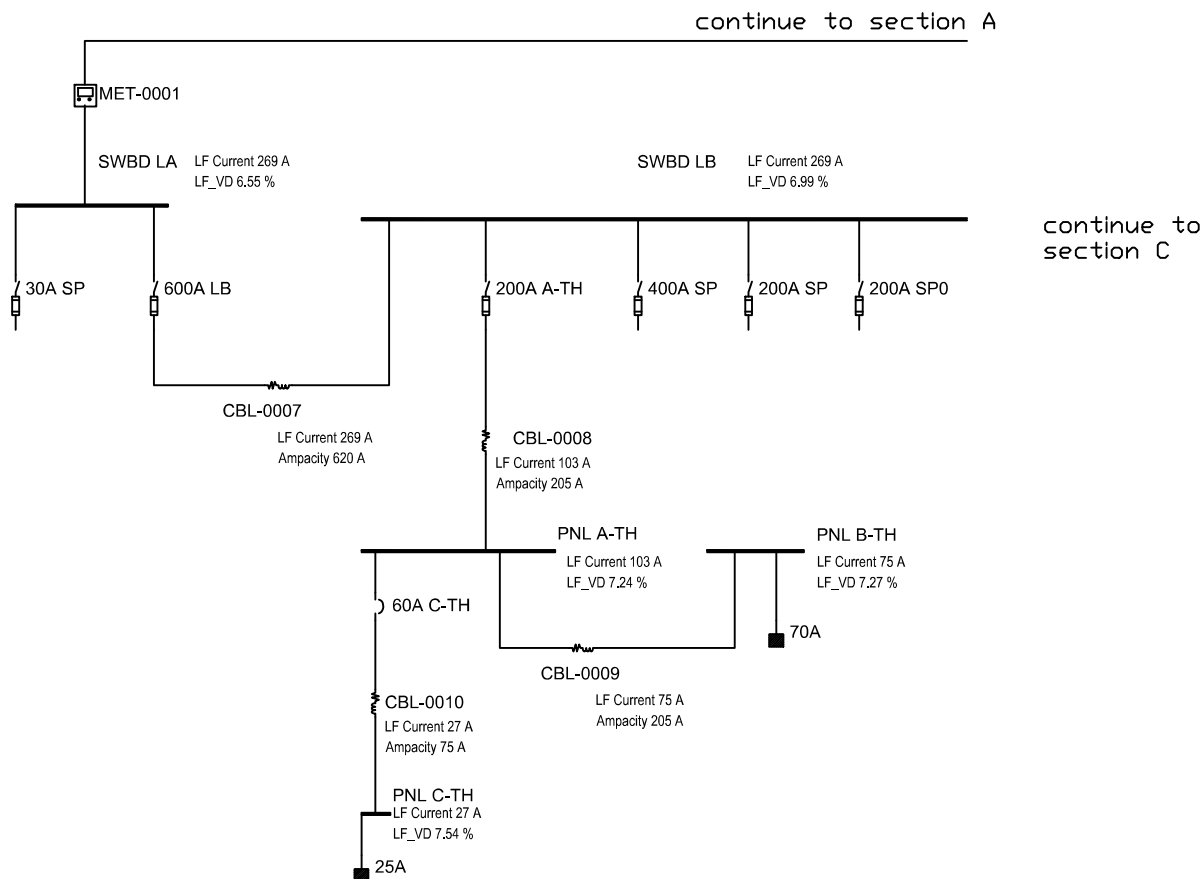 continue to section A
MET-0001
SWBD LA
LF Current 269 A
LF_VD 6.55 %
SWBD LB
LF Current 269 A
LF_VD 6.99 %
continue to
section C
30A SP
600A LB
200A A-TH
400A SP
200A SP
200A SP0
CBL-0007
LF Current 269 A
Ampacity 620 A
CBL-0008
LF Current 103 A
Ampacity 205 A
PNL A-TH
LF Current 103 A
LF_VD 7.24 %
PNL B-TH
LF Current 75 A
LF_VD 7.27 %
60A C-TH
70A
CBL-0009
LF Current 75 A
Ampacity 205 A
CBL-0010
LF Current 27 A
Ampacity 75 A
PNL C-TH
LF Current 27 A
LF_VD 7.54 %
25A